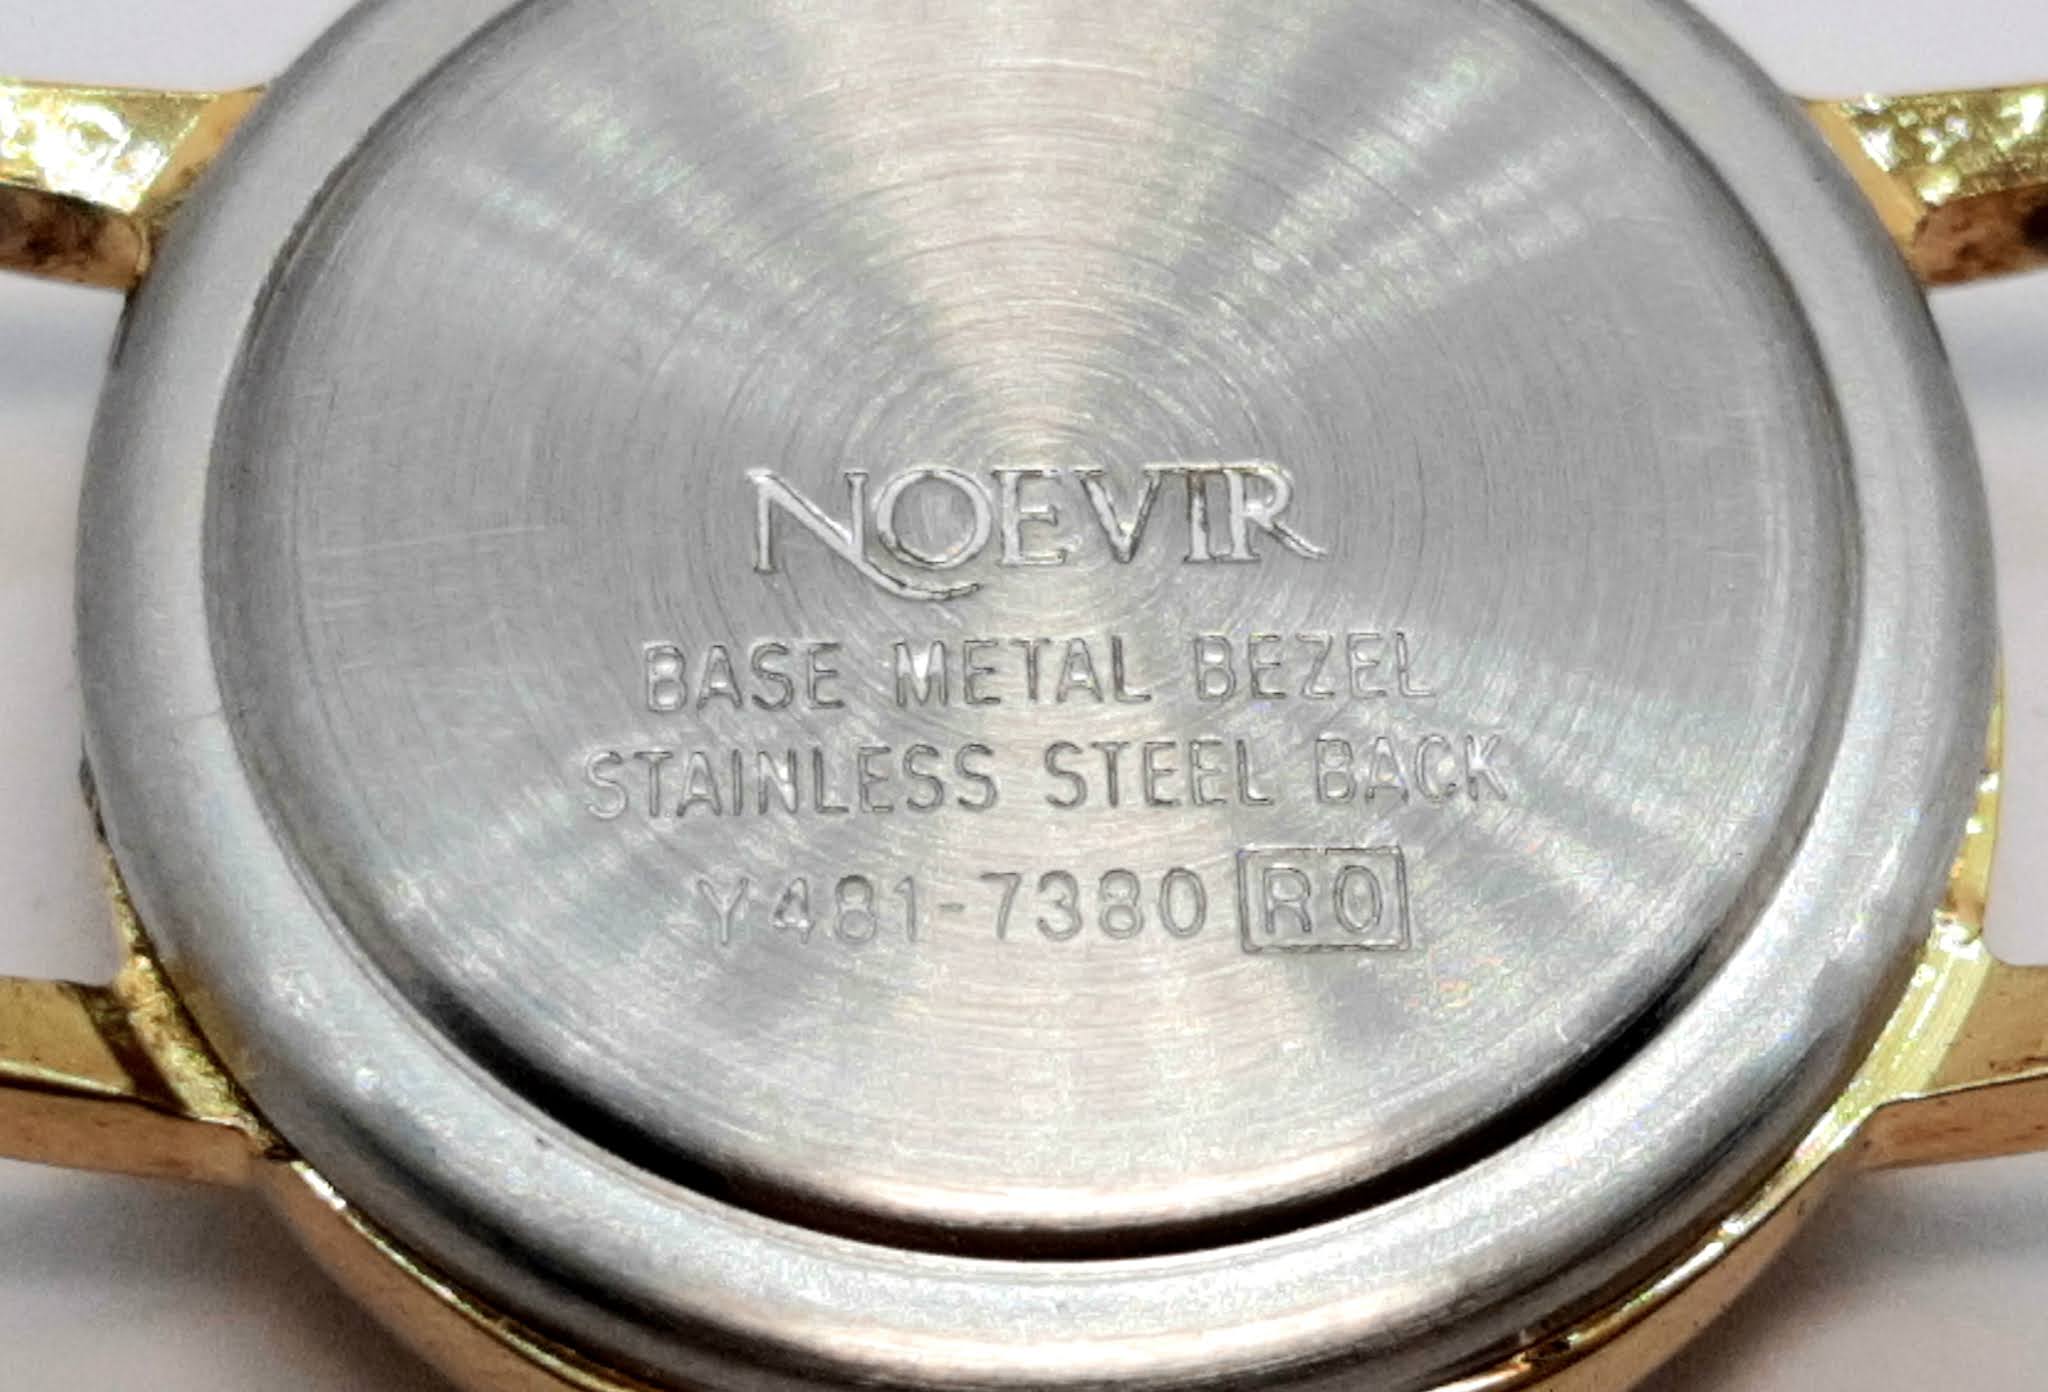 NOEVIR
BASE METAL BEZEL
STAINLESS STEEL BACK
Y481-7380 R0